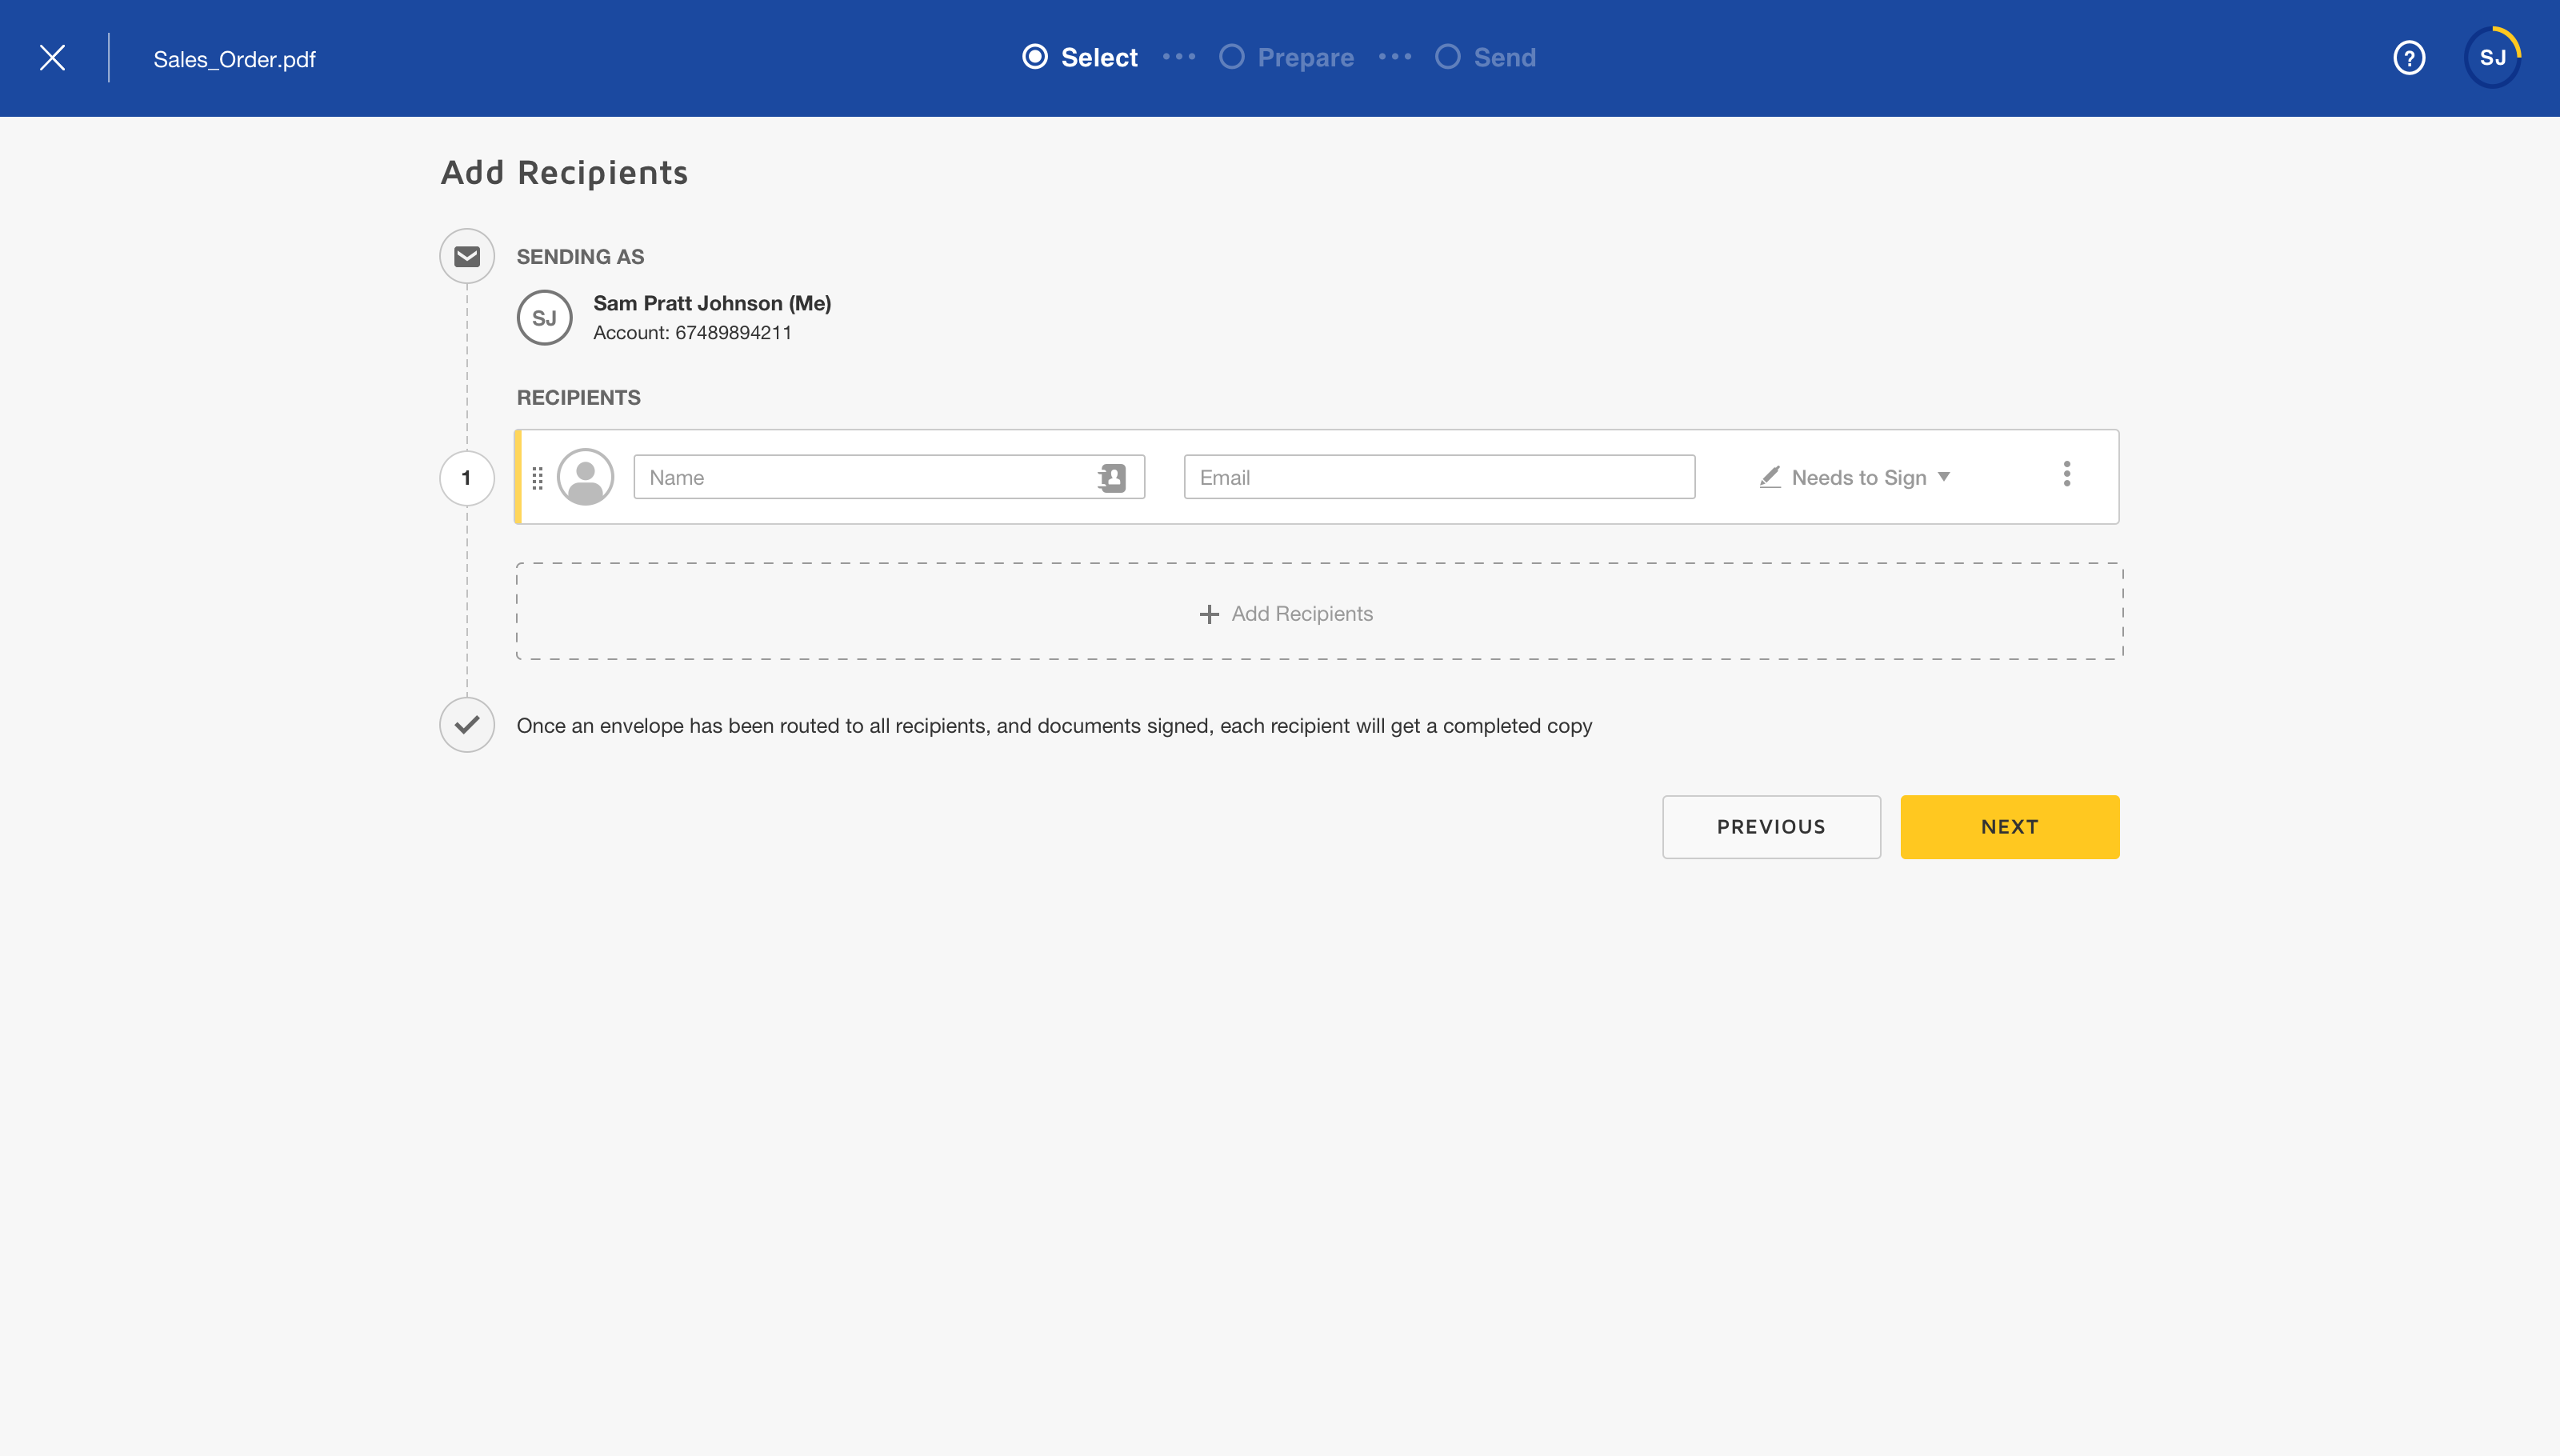 Sales_Order.pdf
Select
Prepare
Send
?
SJ
Add Recipients
SENDING AS
SJ
Sam Pratt Johnson (Me)
Account: 67489894211
RECIPIENTS
1
Name
Email
Needs to Sign
Add Recipients
Once an envelope has been routed to all recipients, and documents signed, each recipient will get a completed copy
PREVIOUS
NEXT